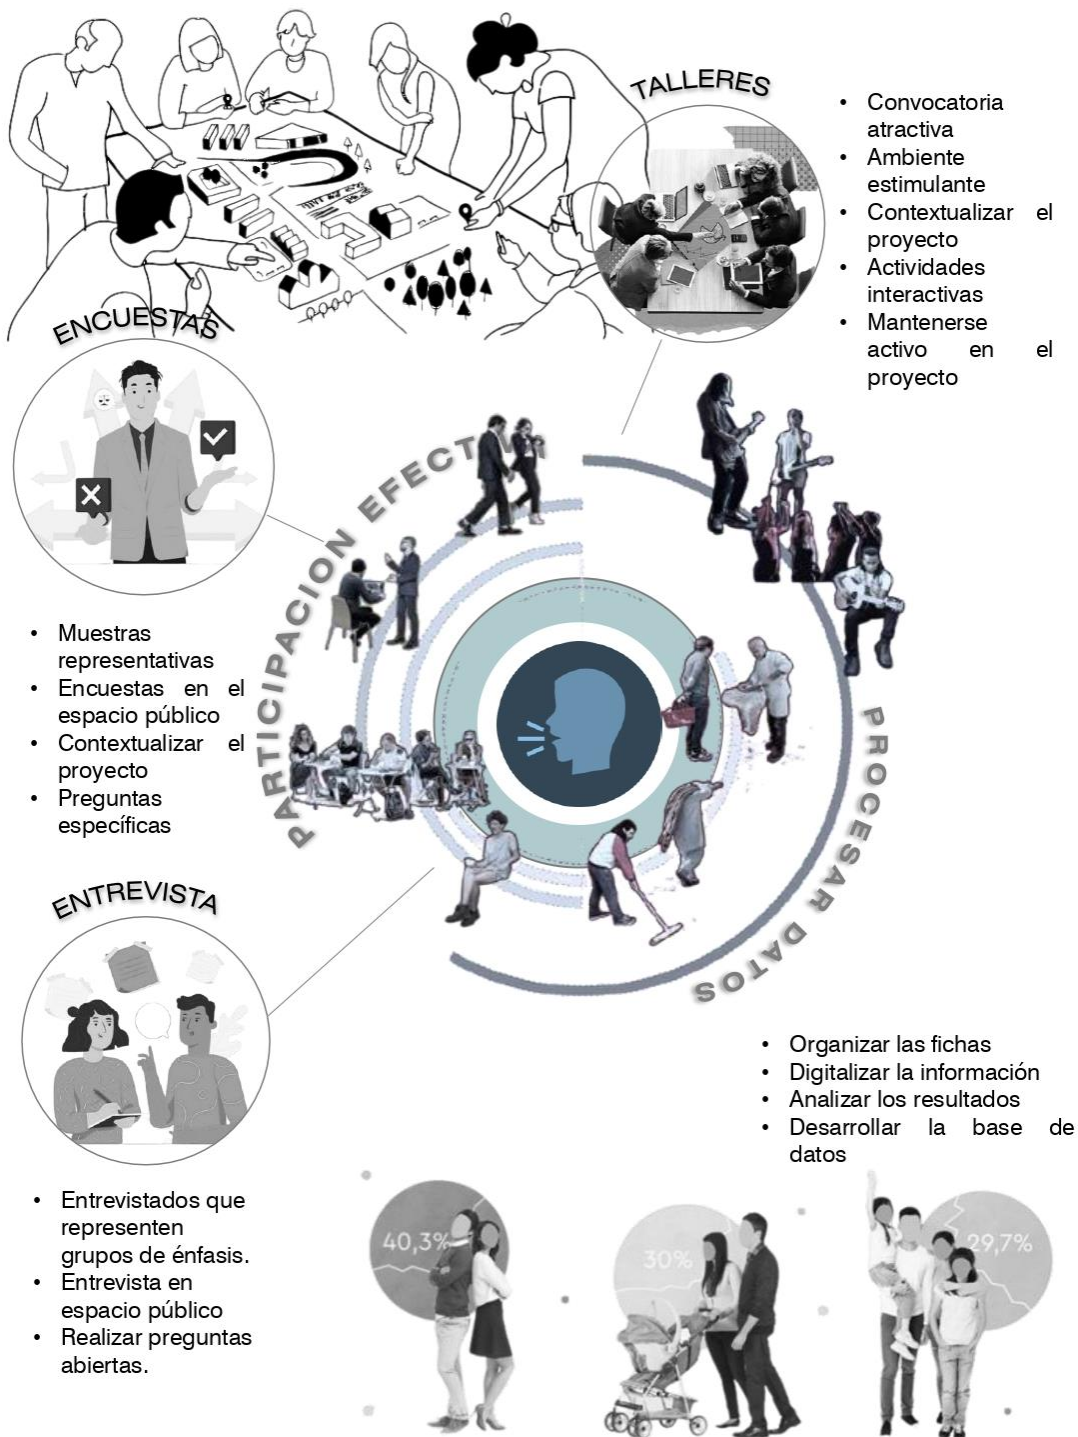 TALLERES
• Convocatoria
atractiva
• Ambiente
estimulante
• Contextualizar el
proyecto
• Actividades
interactivas
• Mantenerse
activo en el
proyecto
ENCUESTAS
• Muestras
representativas
• Encuestas en el
espacio público
• Contextualizar el
proyecto
• Preguntas
específicas
PARTICIPACION EFECTIVA
PROCESAR DATOS
ENTREVISTA
• Entrevistados que
representen
grupos de énfasis.
• Entrevista en
espacio público
• Realizar preguntas
abiertas.
• Organizar las fichas
• Digitalizar la información
• Analizar los resultados
• Desarrollar la base de
datos
40,3%
30%
29,7%